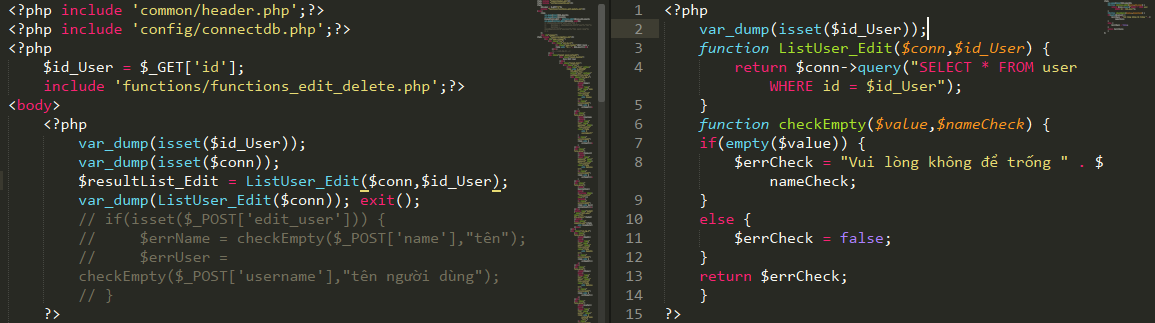 <?php include 'common/header.php';?>
<?php include 'config/connectdb.php';?>
<?php
$id_User = $_GET['id'];
include 'functions/functions_edit_delete.php';?>
<body>
<?php
var_dump(isset($id_User));
var_dump(isset($conn));
$resultList_Edit = ListUser_Edit($conn,$id_User);
var_dump(ListUser_Edit($conn)); exit();
// if(isset($_POST['edit_user'])) {
//     $errName = checkEmpty($_POST['name'],"tên");
//     $errUser =
checkEmpty($_POST['username'],"tên người dùng");
// }
?>
1 <?php
2 var_dump(isset($id_User));
3 function ListUser_Edit($conn,$id_User) {
4 return $conn->query("SELECT * FROM user
WHERE id = $id_User");
5 }
6 function checkEmpty($value,$nameCheck) {
7 if(empty($value)) {
8 $errCheck = "Vui lòng không để trống " . $
nameCheck;
9 }
10 else {
11 $errCheck = false;
12 }
13 return $errCheck;
14 }
15 ?>